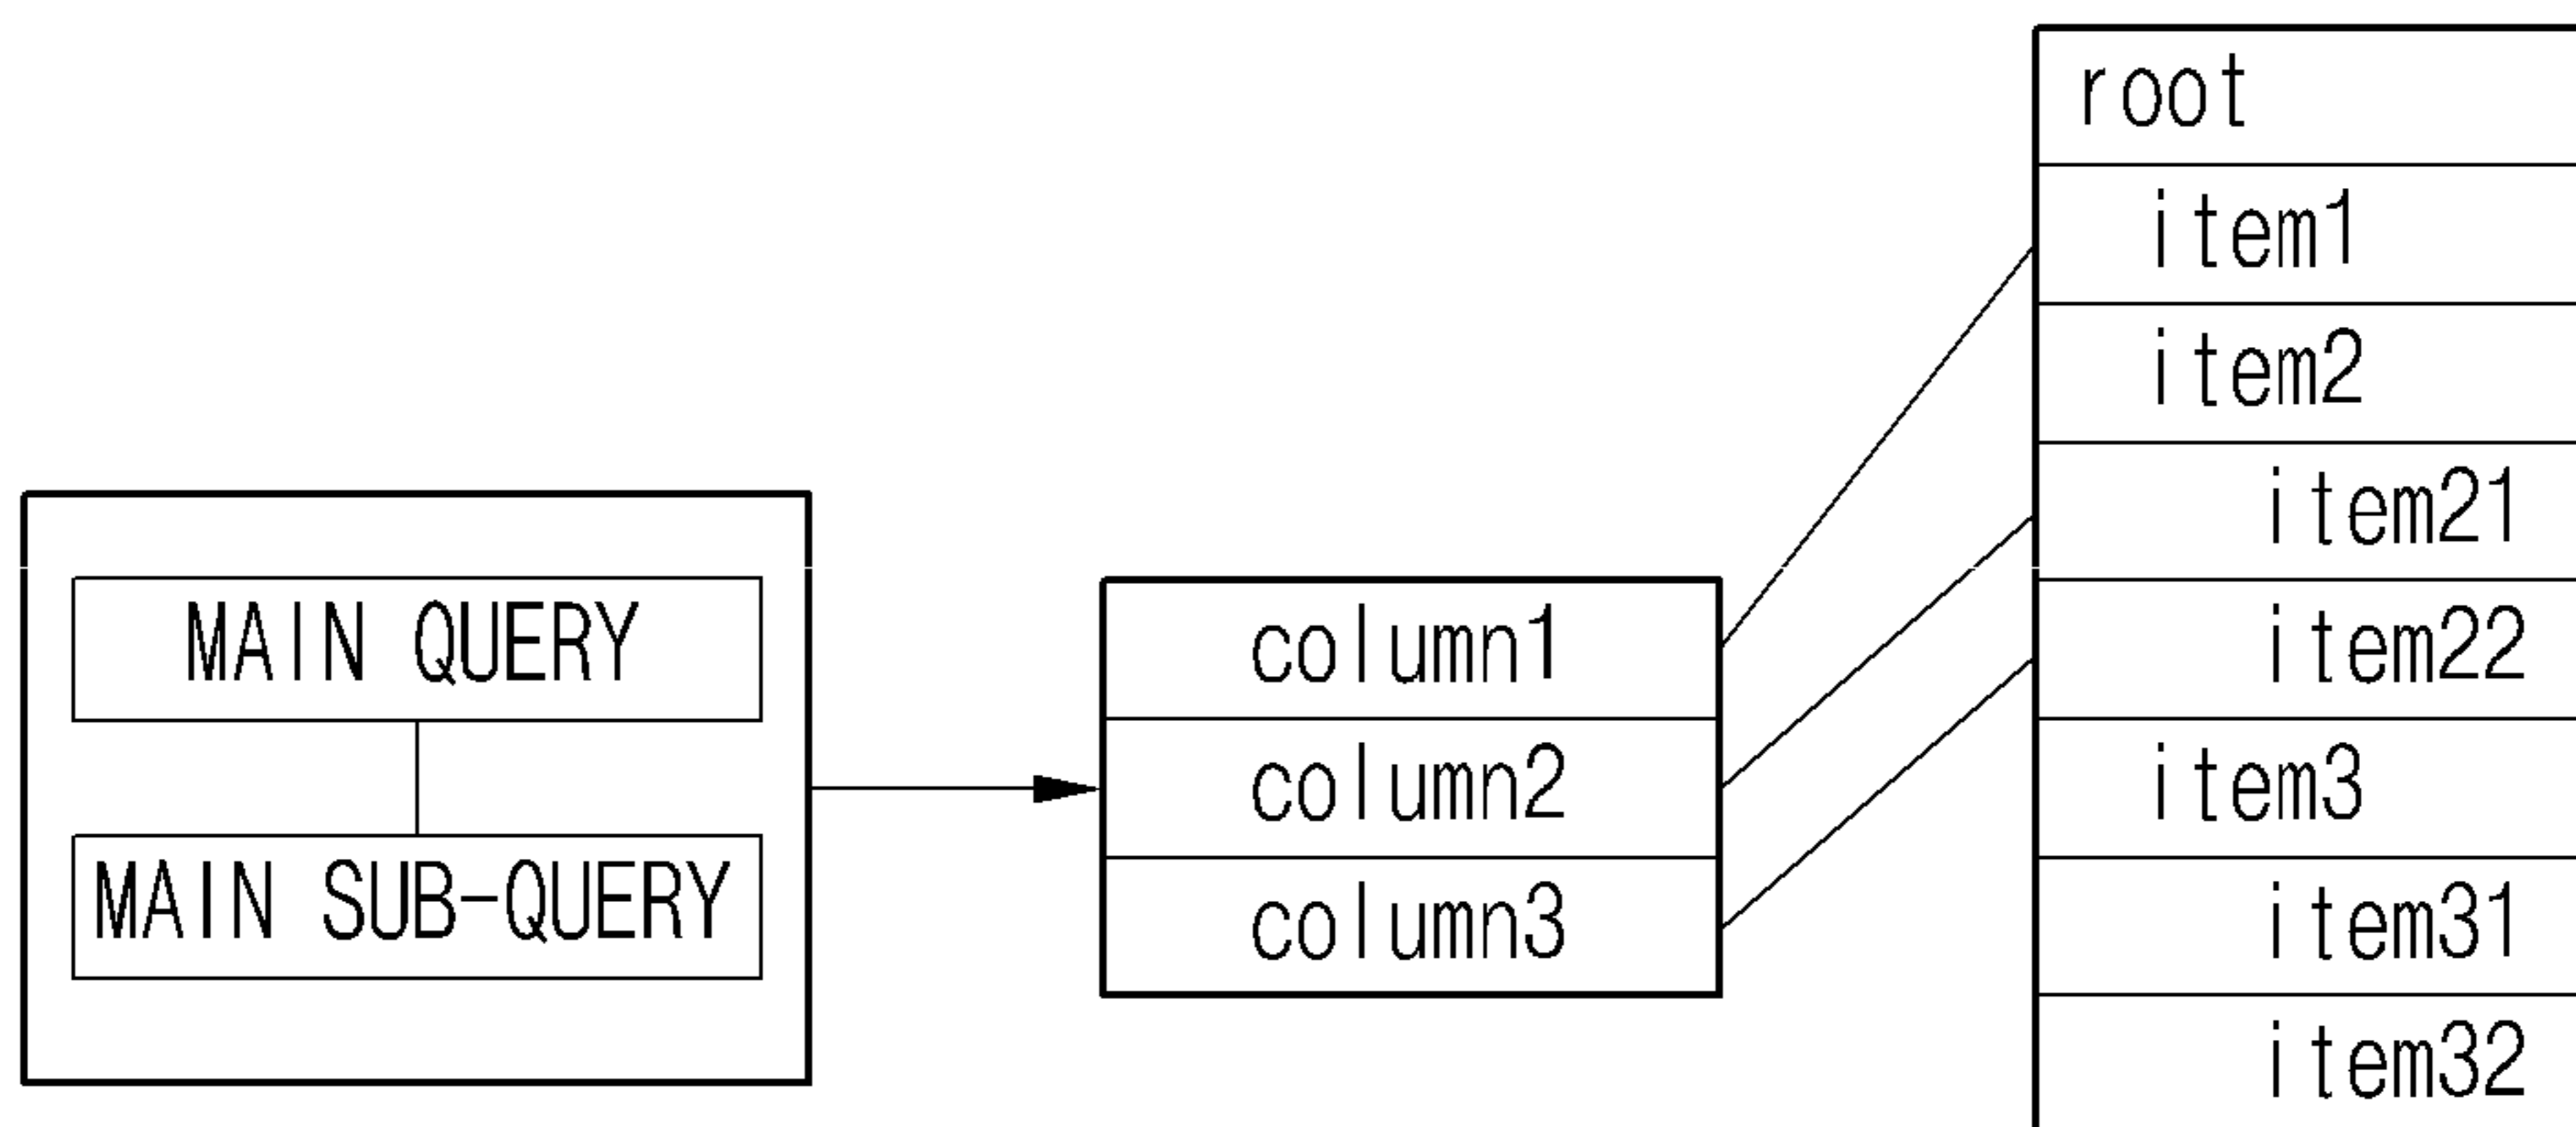 MAIN QUERY
MAIN SUB-QUERY
column1
column2
column3
root
item1
item2
item21
item22
item3
item31
item32